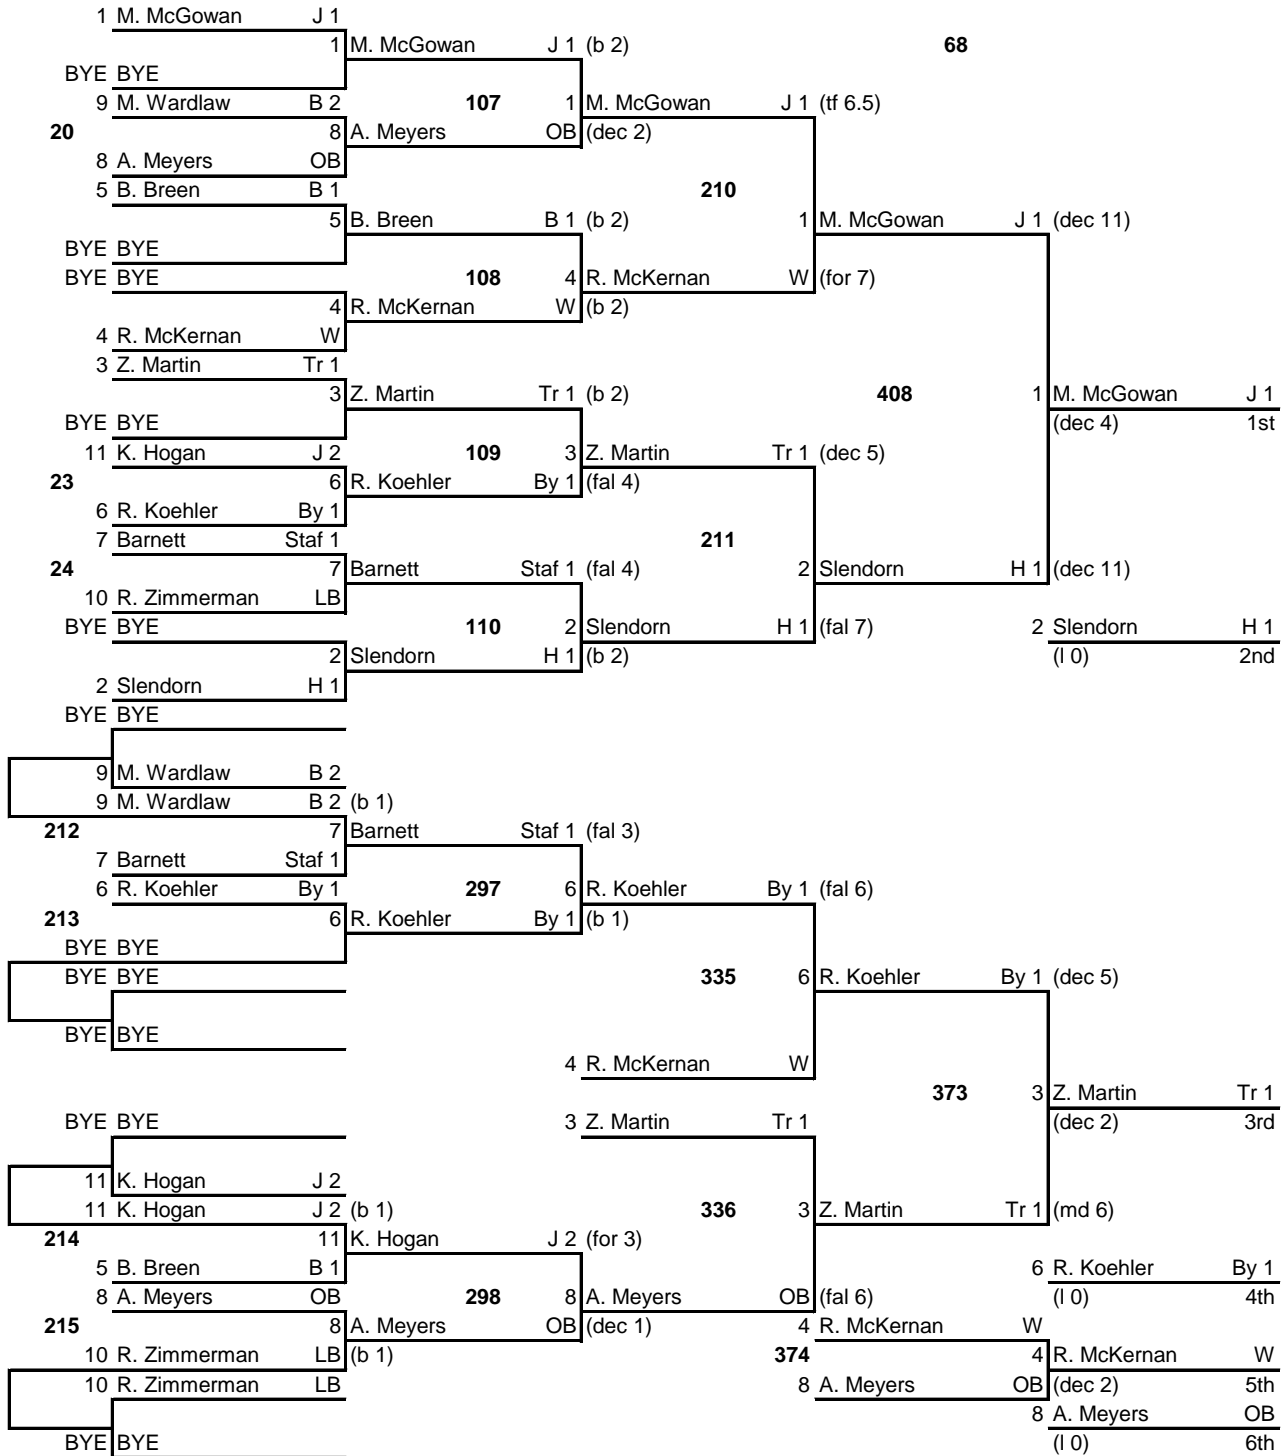 1 M. McGowan J 1
1 M. McGowan J 1 (b 2) 68
BYE BYE
9 M. Wardlaw B 2 107 1 M. McGowan J 1 (tf 6.5)
20 8 A. Meyers OB (dec 2)
8 A. Meyers OB
5 B. Breen B 1 210
5 B. Breen B 1 (b 2) 1 M. McGowan J 1 (dec 11)
BYE BYE
BYE BYE 108 4 R. McKernan W (for 7)
4 R. McKernan W (b 2)
4 R. McKernan W
3 Z. Martin Tr 1
3 Z. Martin Tr 1 (b 2) 408 1 M. McGowan J 1
BYE BYE (dec 4) 1st
11 K. Hogan J 2 109 3 Z. Martin Tr 1 (dec 5)
23 6 R. Koehler By 1 (fal 4)
6 R. Koehler By 1
7 Barnett Staf 1 211
24 7 Barnett Staf 1 (fal 4) 2 Slendorn H 1 (dec 11)
10 R. Zimmerman LB
BYE BYE 110 2 Slendorn H 1 (fal 7) 2 Slendorn H 1
2 Slendorn H 1 (b 2) (l 0) 2nd
2 Slendorn H 1
BYE BYE
9 M. Wardlaw B 2
9 M. Wardlaw B 2 (b 1)
212 7 Barnett Staf 1 (fal 3)
7 Barnett Staf 1
6 R. Koehler By 1 297 6 R. Koehler By 1 (fal 6)
213 6 R. Koehler By 1 (b 1)
BYE BYE
BYE BYE 335 6 R. Koehler By 1 (dec 5)
BYE BYE
4 R. McKernan W
373 3 Z. Martin Tr 1
BYE BYE 3 Z. Martin Tr 1 (dec 2) 3rd
11 K. Hogan J 2
11 K. Hogan J 2 (b 1) 336 3 Z. Martin Tr 1 (md 6)
214 11 K. Hogan J 2 (for 3)
5 B. Breen B 1 6 R. Koehler By 1
8 A. Meyers OB 298 8 A. Meyers OB (fal 6) (l 0) 4th
215 8 A. Meyers OB (dec 1) 4 R. McKernan W
10 R. Zimmerman LB (b 1) 374 4 R. McKernan W
10 R. Zimmerman LB 8 A. Meyers OB (dec 2) 5th
8 A. Meyers OB
BYE BYE (l 0) 6th